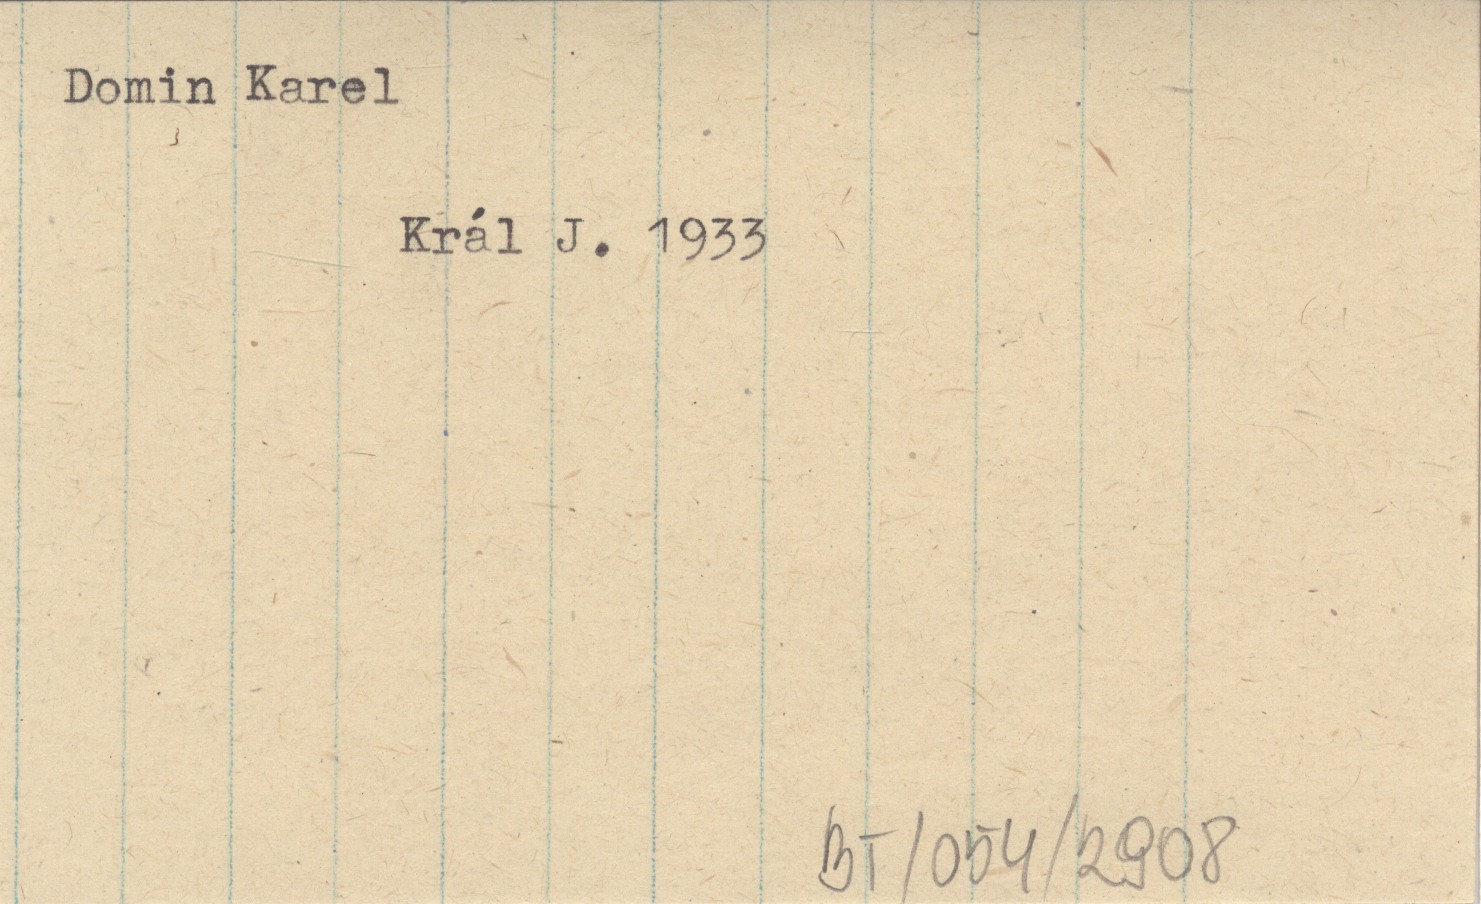 Domin Karel
Král J. 1933
BT/054/2908